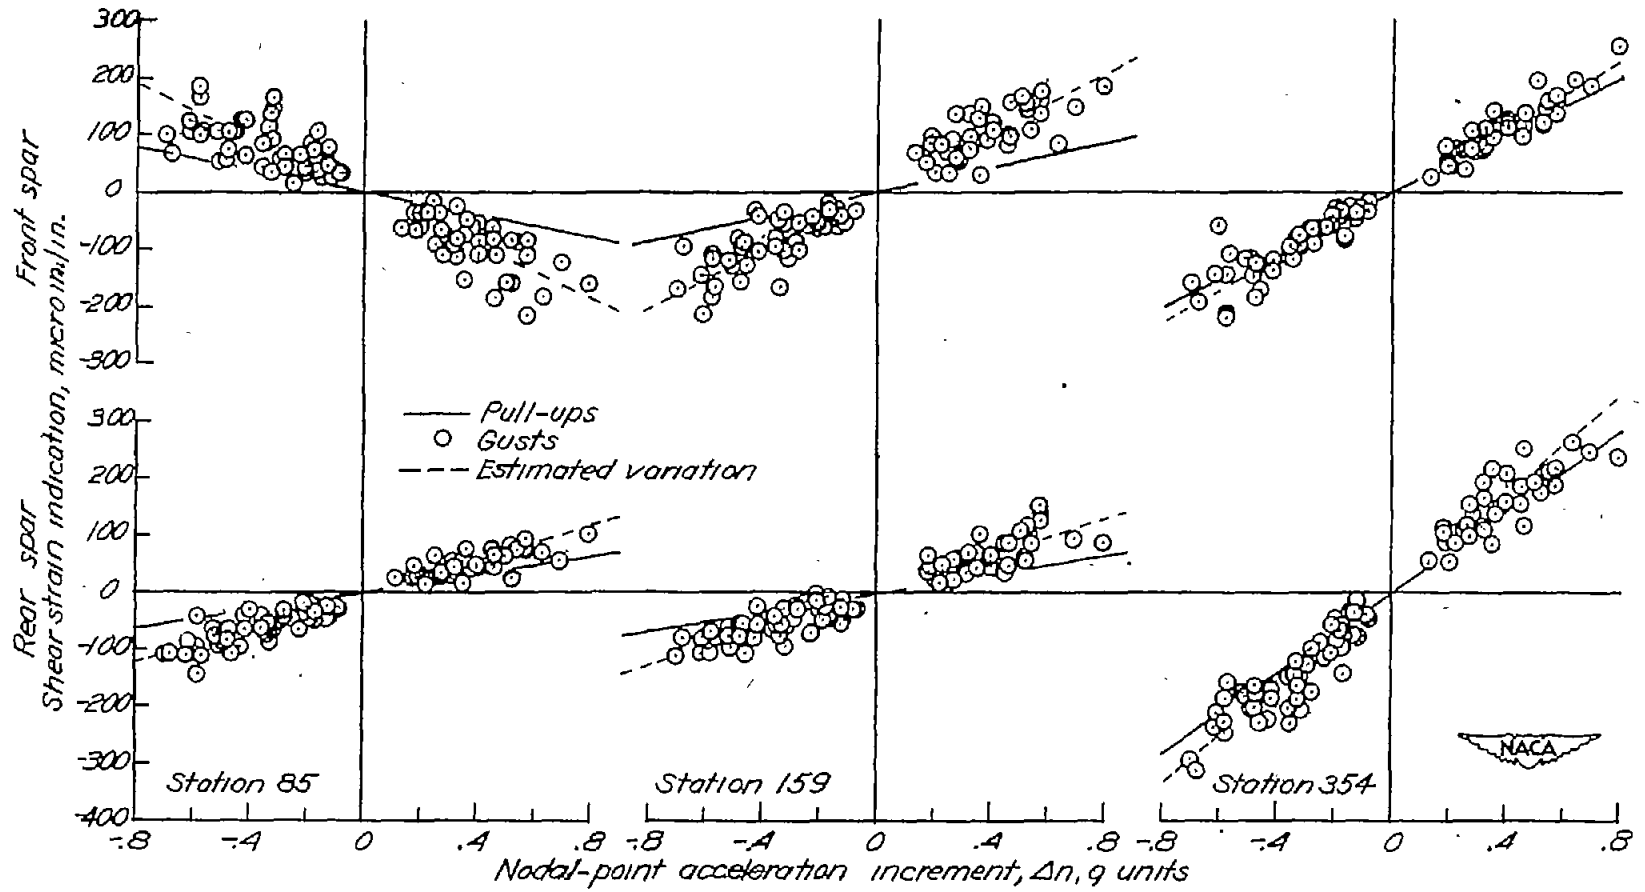 300
200
100
0
-100
-200
-300
Front spar
Rear spar
Shear strain indication, micro in./in.
Pull-ups
Gusts
Estimated variation
300
200
100
0
-100
-200
-300
-400
Station 85
Station 159
Station 354
NACA
-.8 -.4 0 .4 .8 -.8 -.4 0 .4 .8 -.8 -.4 0 .4 .8
Nodal-point acceleration increment, Δn, g units